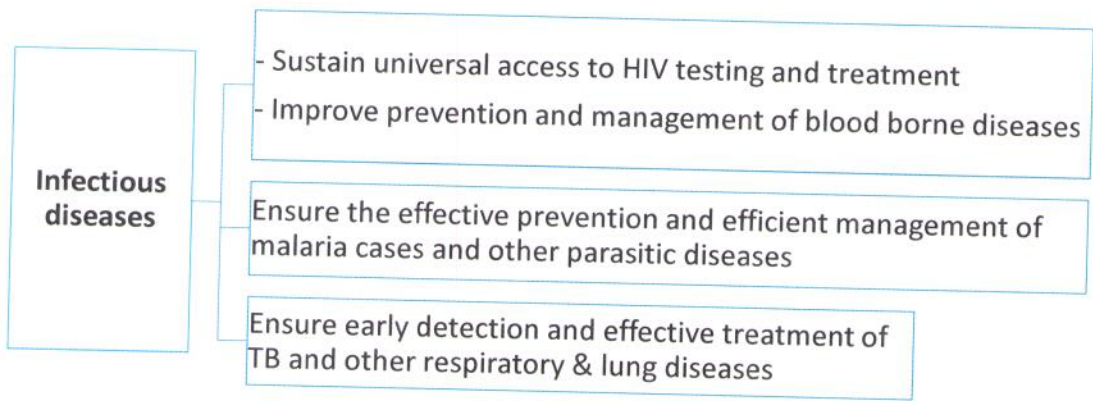 Infectious
diseases
- Sustain universal access to HIV testing and treatment
- Improve prevention and management of blood borne diseases
Ensure the effective prevention and efficient management of
malaria cases and other parasitic diseases
Ensure early detection and effective treatment of
TB and other respiratory & lung diseases